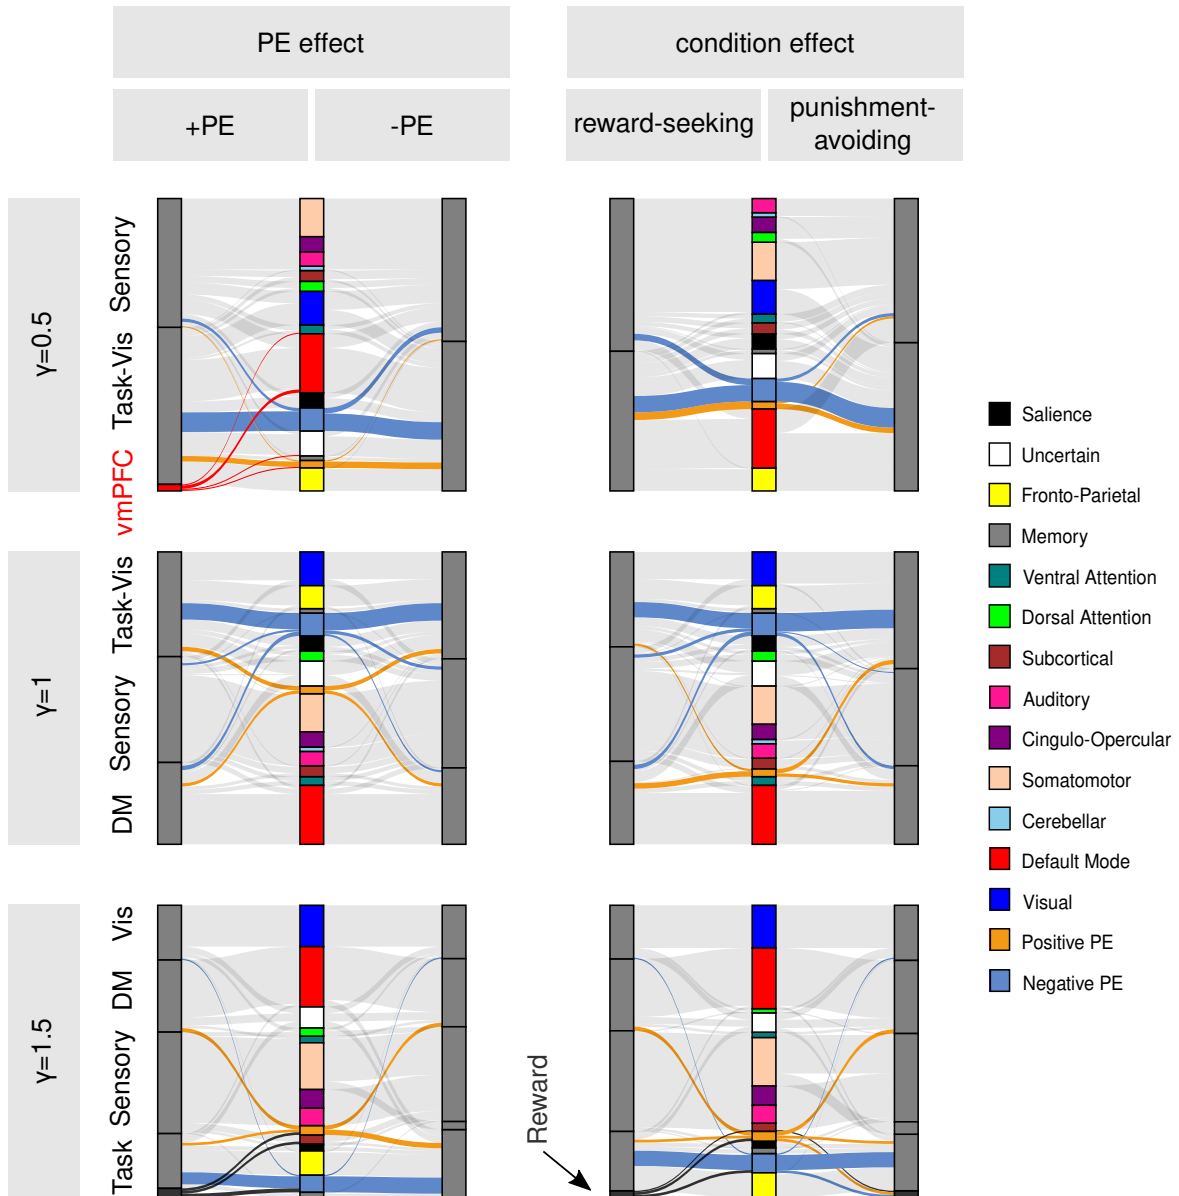 PE effect
condition effect
+PE
-PE
reward-seeking
punishment-
avoiding
γ=0.5
Sensory
Task-Vis
vmPFC
γ=1
Task-Vis
Sensory
DM
γ=1.5
Vis
DM
Sensory
Task
Reward
Salience
Uncertain
Fronto-Parietal
Memory
Ventral Attention
Dorsal Attention
Subcortical
Auditory
Cingulo-Opercular
Somatomotor
Cerebellar
Default Mode
Visual
Positive PE
Negative PE